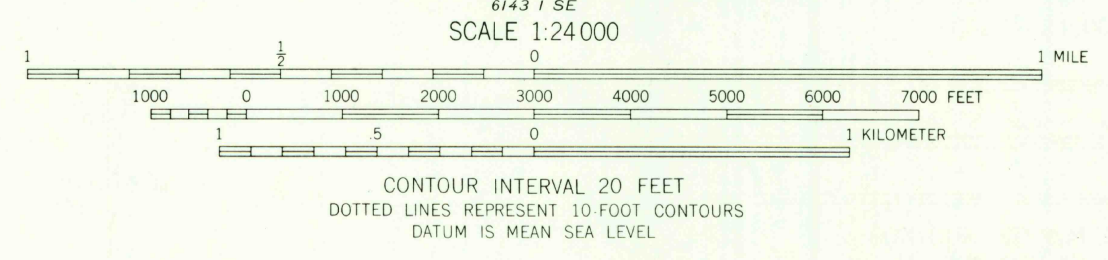 6143 I SE
SCALE 1:24 000
1 1/2 0 1 MILE
1000 0 1000 2000 3000 4000 5000 6000 7000 FEET
1 .5 0 1 KILOMETER
CONTOUR INTERVAL 20 FEET
DOTTED LINES REPRESENT 10-FOOT CONTOURS
DATUM IS MEAN SEA LEVEL